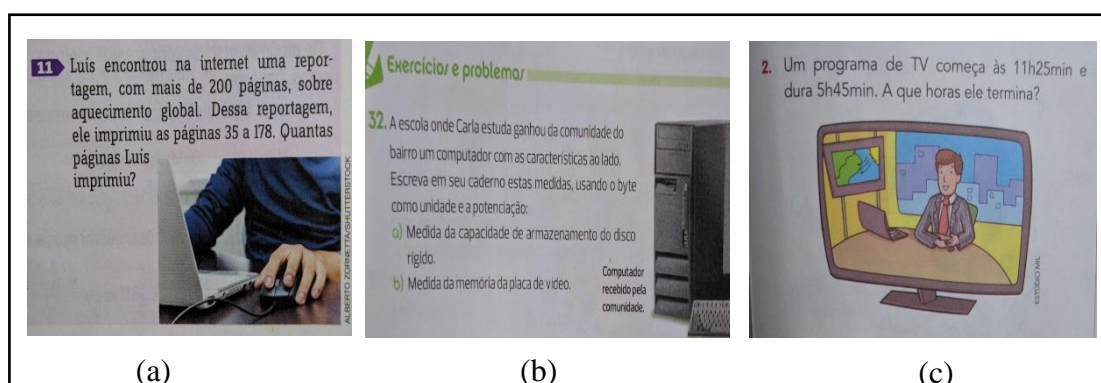 11 Luís encontrou na internet uma repor-
tagem, com mais de 200 páginas, sobre
aquecimento global. Dessa reportagem,
ele imprimiu as páginas 35 a 178. Quantas
páginas Luís
imprimiu?
ALBERTO ZORNETTA/SHUTTERSTOCK
(a)
Exercícios e problemas
32. A escola onde Carla estuda ganhou da comunidade do
bairro um computador com as características ao lado.
Escreva em seu caderno estas medidas, usando o byte
como unidade e a potenciação:
a) Medida da capacidade de armazenamento do disco
rígido.
b) Medida da memória da placa de vídeo.
Computador
recebido pela
comunidade.
(b)
2. Um programa de TV começa às 11h25min e
dura 5h45min. A que horas ele termina?
ESTÚDIO MIL
(c)